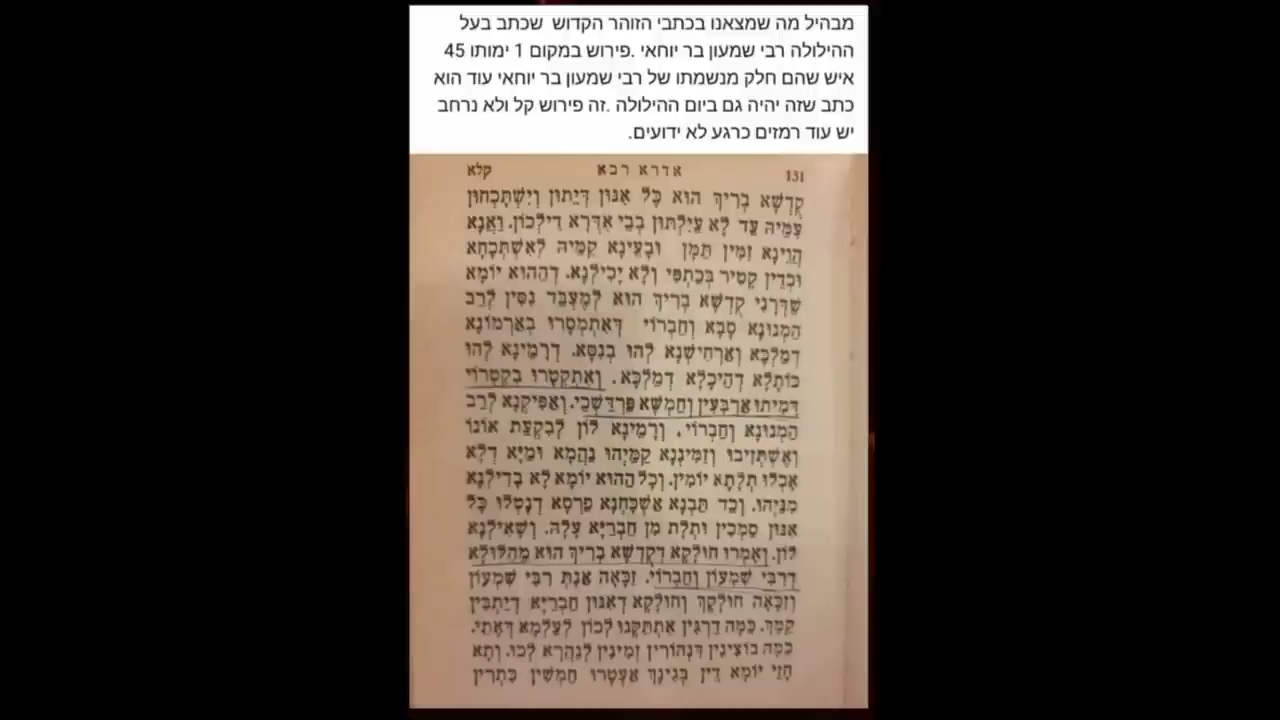 מבהיל מה שמצאנו בכתבי הזוהר הקדוש שכתב בעל
ההילולה רבי שמעון בר יוחאי .פירוש במקום 1 ימותו 45
איש שהם חלק מנשמתו של רבי שמעון בר יוחאי עוד הוא
כתב שזה יהיה גם ביום ההילולה .זה פירוש קל ולא נרחב
יש עוד רמזים כרגע לא ידועים.
131 אדרא רבא קלא
קֻדְשָׁא בְּרִיךְ הוּא כָּל אִנּוּן דְּיֵתוּן וְיִשְׁתַּכְחוּן
עִמֵּיהּ עַד לָא עֲיַלְתּוּן בְּבֵי אִדָּרָא דִילְכוֹן. וַאֲנָא
הֲוֵינָא זַמִּין תַּמָּן וּבָעֵינָא קַמֵּיהּ לְאִשְׁתַּכְּחָא
וּכְדֵין קָטִיר בְּכַתְפִּי וְלָא יָכִילְנָא. דְּהַהוּא יוֹמָא
שַׁדְּרַנִי קֻדְשָׁא בְּרִיךְ הוּא לְמֶעְבַּד נִסִּין לְרַב
הַמְנוּנָא סָבָא וְחַבְרוֹי דְּאִתְמַסְרוּ בְּאַרְמוֹנָא
דְמַלְכָּא וְאַרְחִישְׁנָא לְהוּ בְּנִסָּא. דְּרָמֵינָא לְהוּ
כּוֹתְלָא דְהֵיכָלָא דְמַלְכָּא. וְאִתְקַטָּרוּ בְקִטְרוֹי
דְּמִיתוּ אַרְבְּעִין וְחַמְשָׁא פַּרְדַּשְׁכֵי. וְאַפִּיקְנָא לְרַב
הַמְנוּנָא וְחַבְרוֹי. וְרָמֵינָא לוֹן לְבִקְעַת אוֹנוֹ
וְאִשְׁתְּזִיבוּ וְזַמִּינְנָא קַמַּיְיהוּ נַהֲמָא וּמַיָּא דְלָא
אָכְלוּ תְּלָתָא יוֹמִין. וְכָל הַהוּא יוֹמָא לָא בְּדִילְנָא
מִנַּיְיהוּ. וְכַד תַּבְנָא אַשְׁכַּחְנָא פַּרְסָא דְנַטְלוּ כָּל
אִנּוּן סַמְכִין וּתְלָת מִן חַבְרַיָּיא עָלָהּ. וְשָׁאִילְנָא
לוֹן. וְאָמְרוּ חוּלָקָא דְקֻדְשָׁא בְּרִיךְ הוּא מֵהִלּוּלָא
דְרַבִּי שִׁמְעוֹן וְחַבְרוֹי. זַכָּאָה אַנְתְּ רַבִּי שִׁמְעוֹן
וְזַכָּאָה חוּלָקָךְ וְחוּלָקָא דְאִנּוּן חַבְרַיָּיא דְיַתְבִין
קַמָּךְ. כַּמָּה דַרְגִּין אִתְתַּקָּנוּ לְכוֹן לְעָלְמָא דְאָתֵי.
כַּמָּה בּוֹצִינִין דִּנְהוֹרִין זְמִינִין לְנַהֲרָא לְכוּ. וְתָא
חֲזֵי יוֹמָא דֵין בְּגִינָךְ אִעְטְרוּ חַמְשִׁין כִּתְרִין